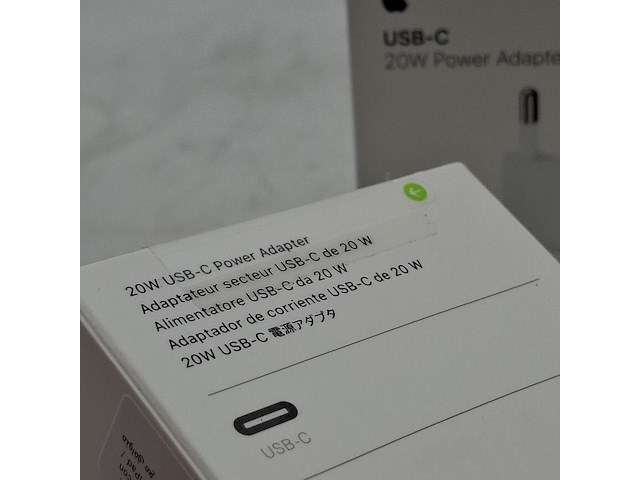 USB-C
20W Power Adapte
20W USB-C Power Adapter
Adaptateur secteur USB-C de 20 W
Alimentatore USB-C da 20 W
Adaptador de corriente USB-C de 20 W
20W USB-C 電源アダプタ
USB-C